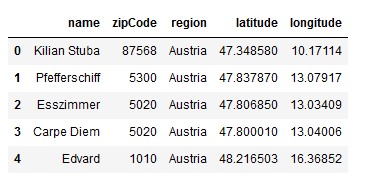 name zipCode region latitude longitude
0 Kilian Stuba 87568 Austria 47.348580 10.17114
1 Pfefferschiff 5300 Austria 47.837870 13.07917
2 Esszimmer 5020 Austria 47.806850 13.03409
3 Carpe Diem 5020 Austria 47.800010 13.04006
4 Edvard 1010 Austria 48.216503 16.36852